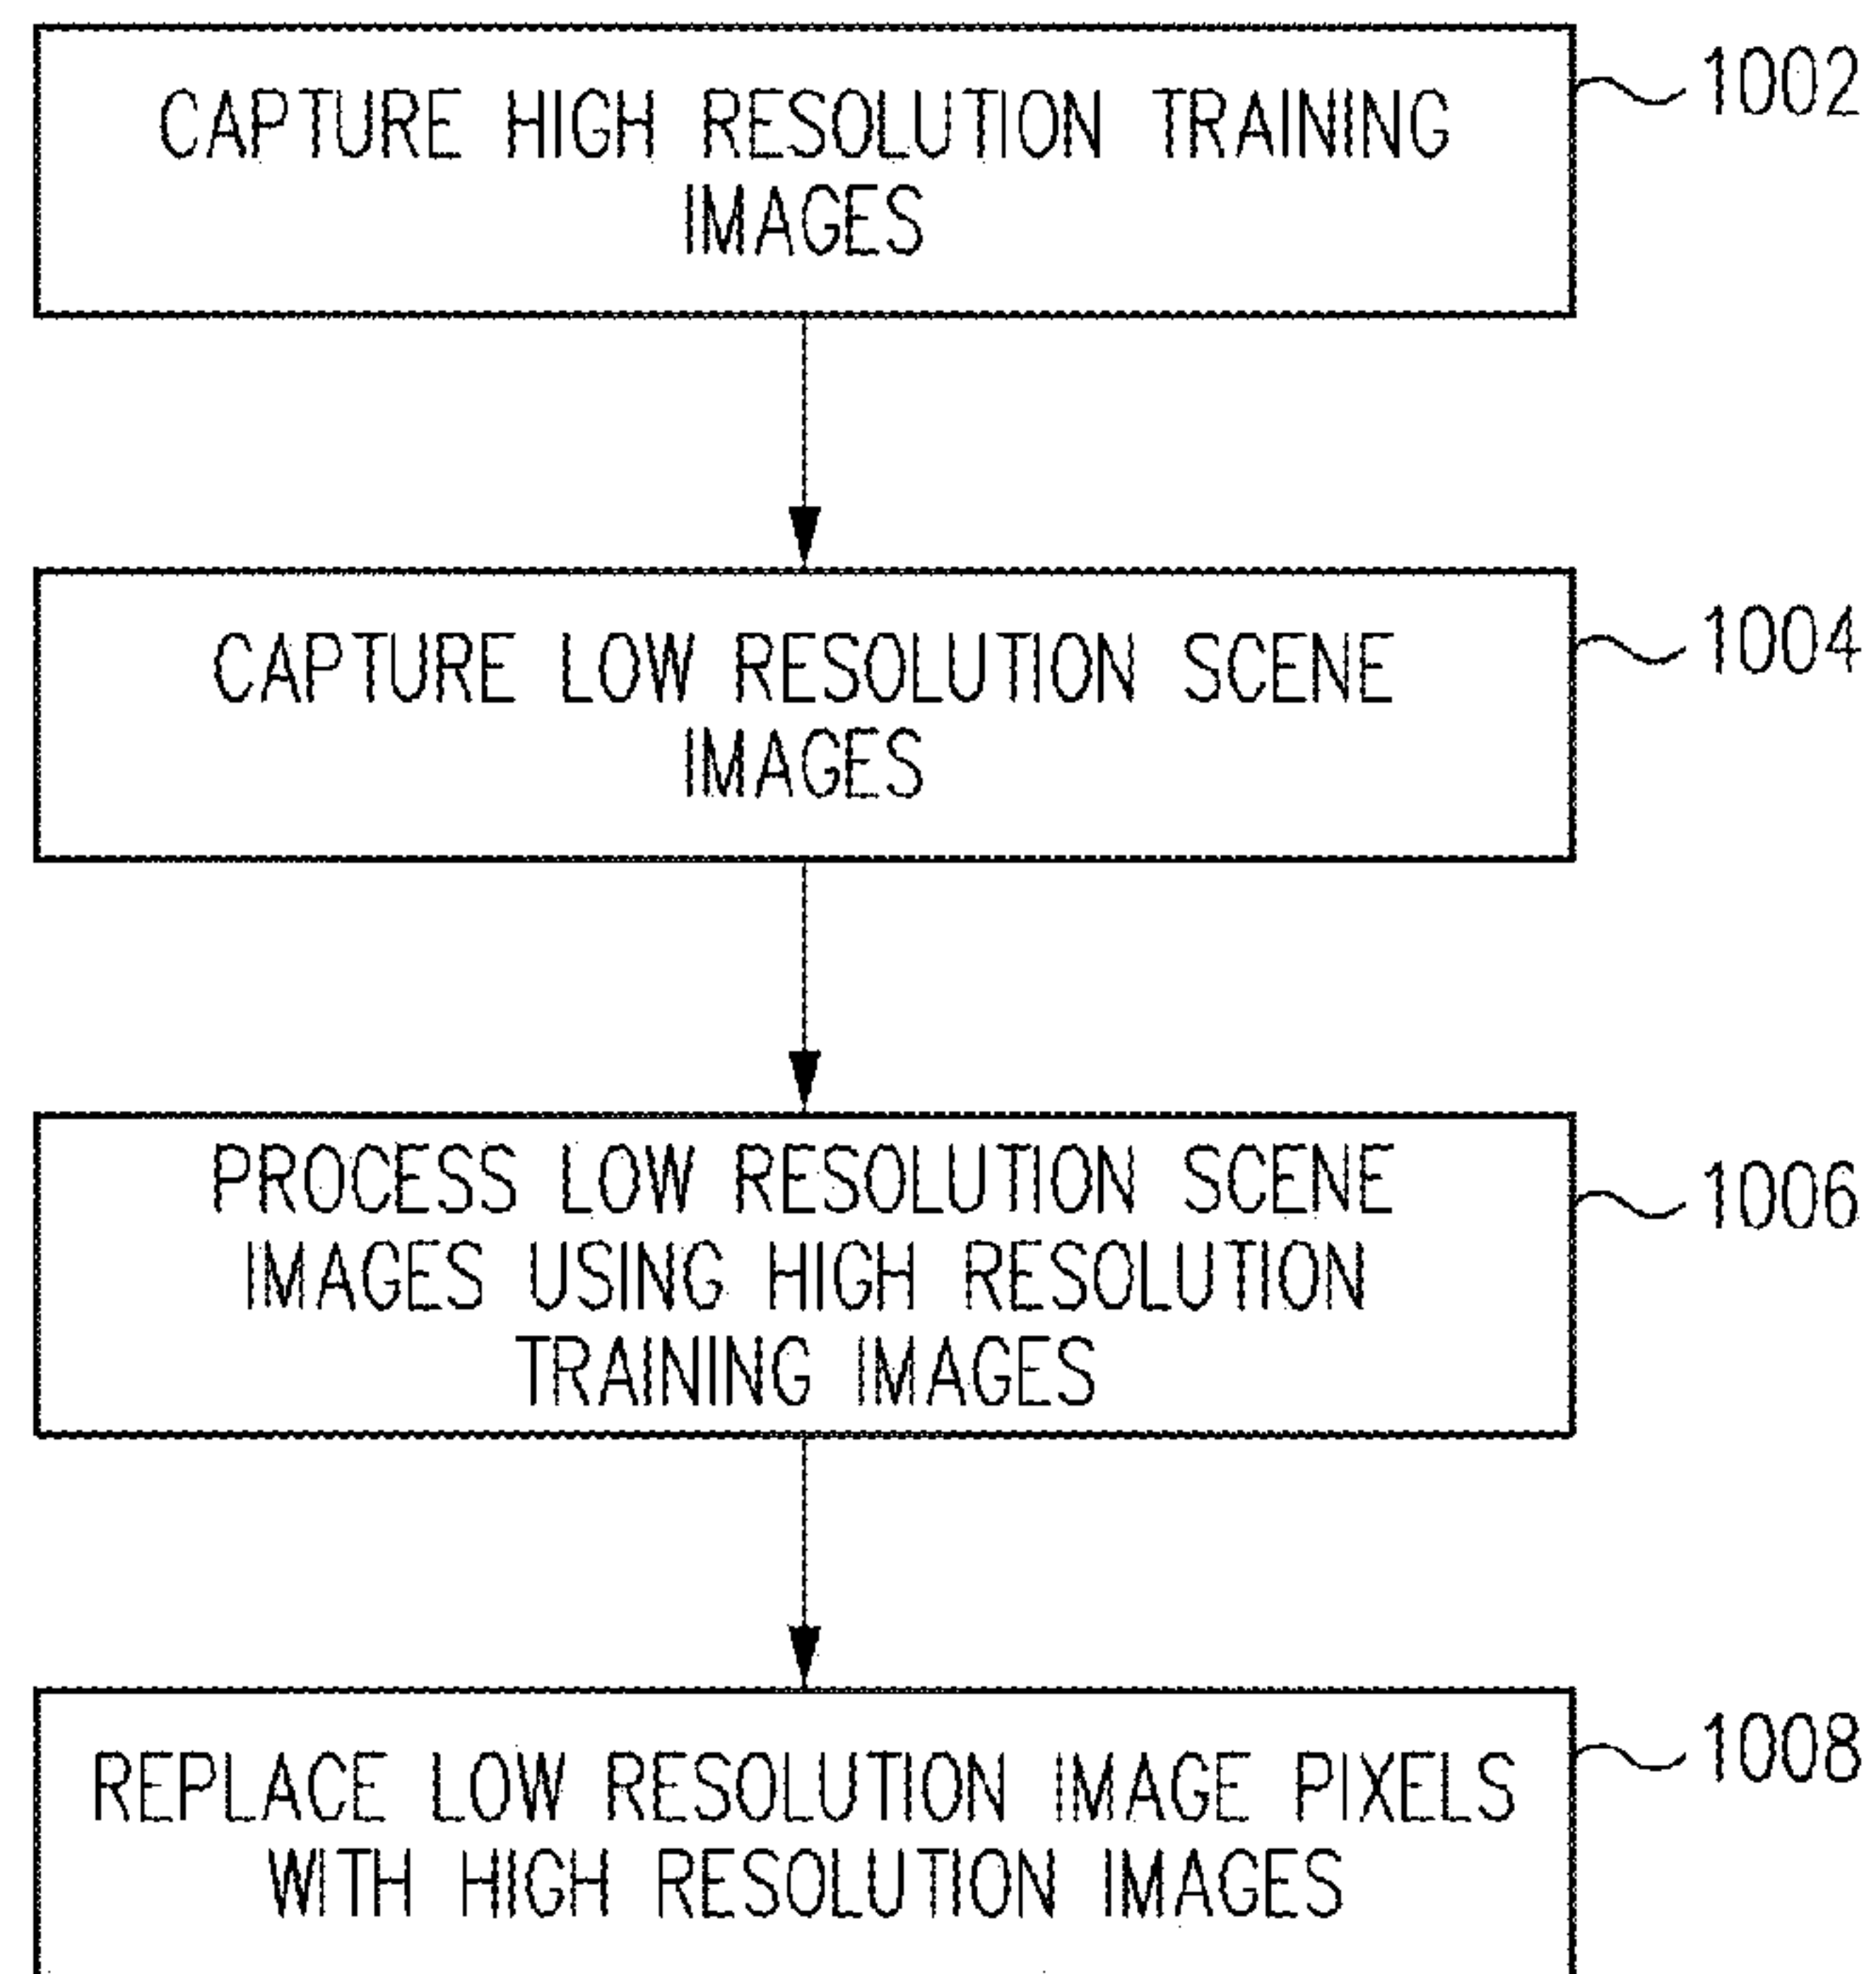 CAPTURE HIGH RESOLUTION TRAINING
IMAGES
1002
CAPTURE LOW RESOLUTION SCENE
IMAGES
1004
PROCESS LOW RESOLUTION SCENE
IMAGES USING HIGH RESOLUTION
TRAINING IMAGES
1006
REPLACE LOW RESOLUTION IMAGE PIXELS
WITH HIGH RESOLUTION IMAGES
1008